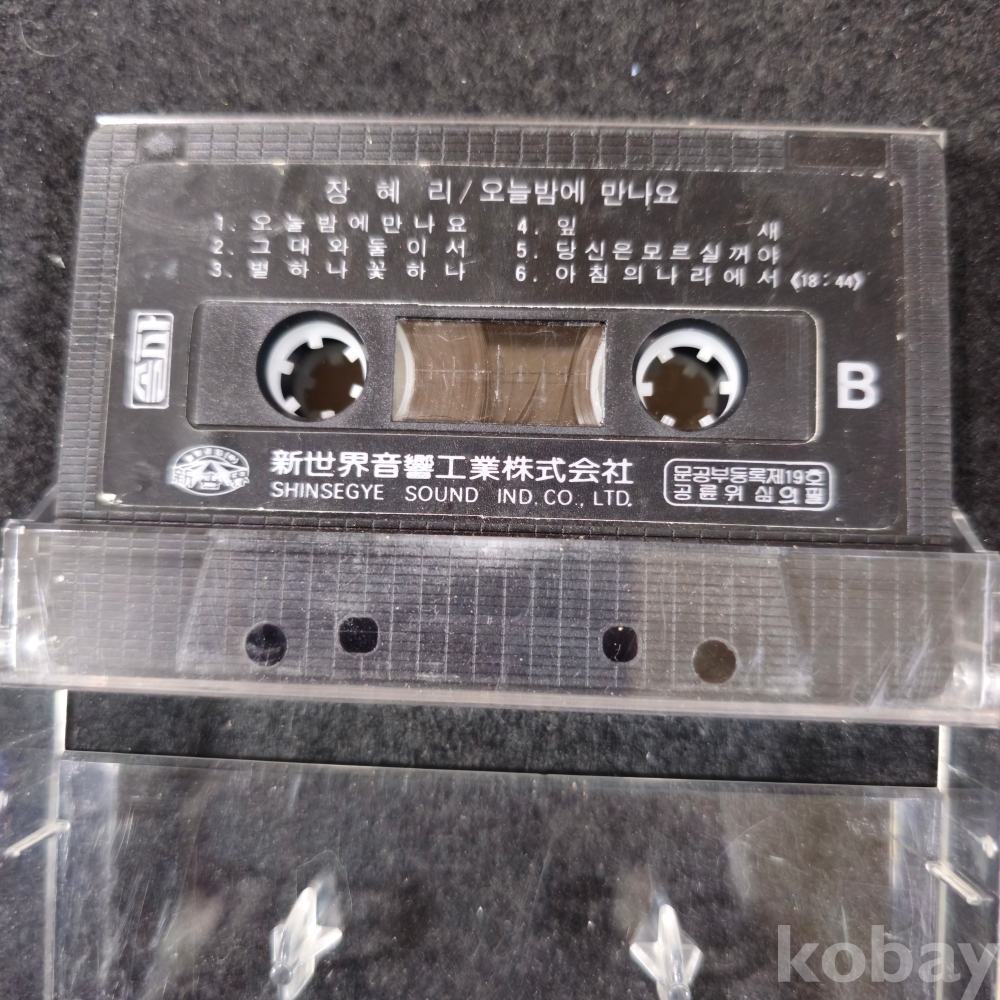 장 혜 리 / 오늘밤에 만나요
1. 오늘밤에만나요
2. 그대와둘이서
3. 별하나꽃하나
4. 잎 새
5. 당신은모르실꺼야
6. 아침의나라에서 《18:44》
B
新世界音響工業株式会社
SHINSEGYE SOUND IND. CO., LTD.
문공부등록제19호
공륜위 심의필
kobay